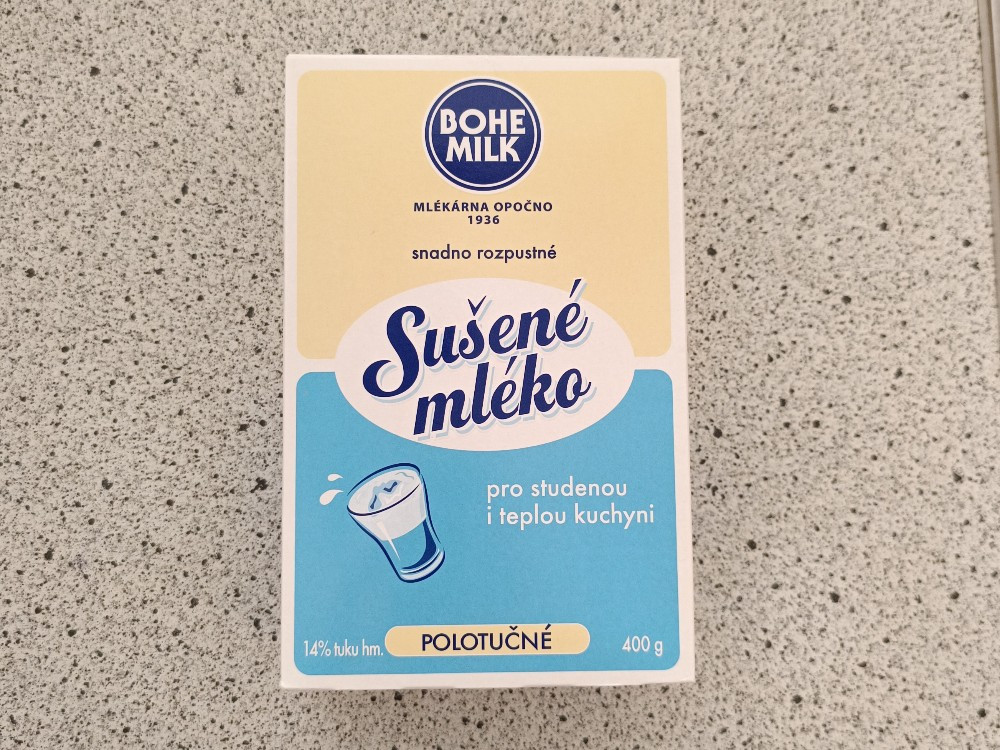 BOHE
MILK
MLÉKÁRNA OPOČNO
1936
snadno rozpustné
Sušené
mléko
pro studenou
i teplou kuchyni
14% tuku hm.
POLOTUČNÉ
400 g